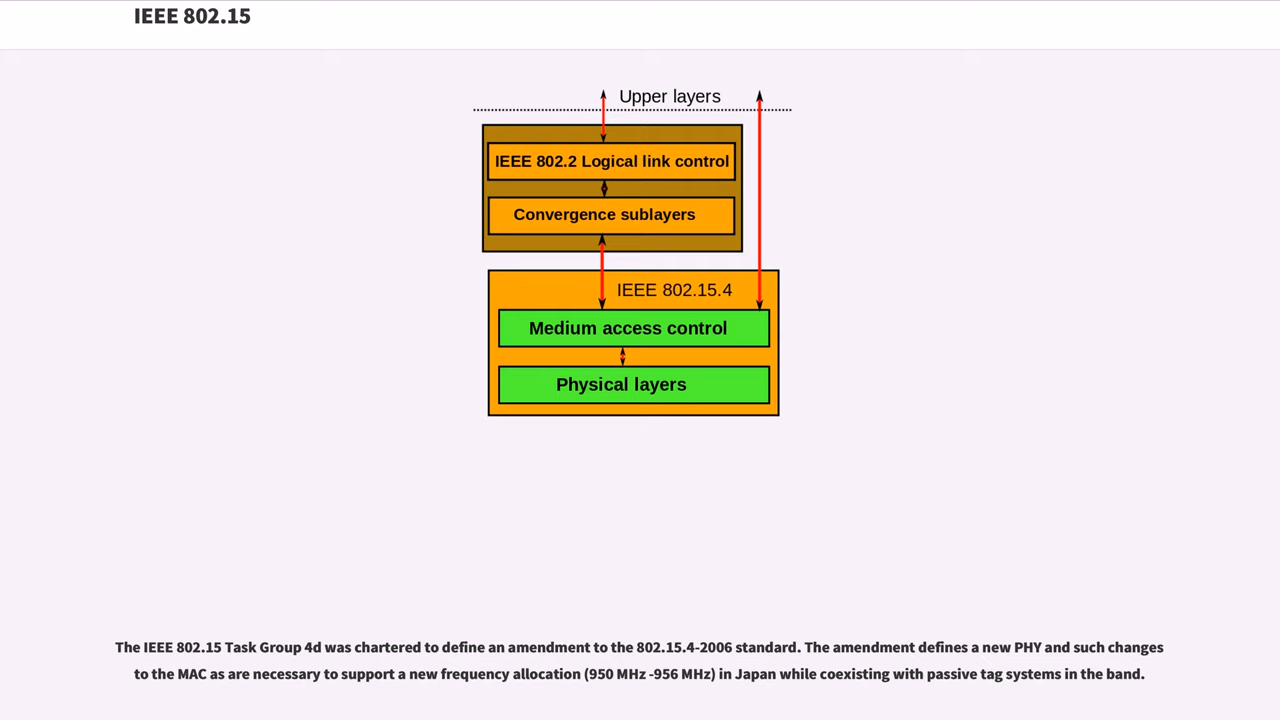 IEEE 802.15
Upper layers
IEEE 802.2 Logical link control
Convergence sublayers
IEEE 802.15.4
Medium access control
Physical layers
The IEEE 802.15 Task Group 4d was chartered to define an amendment to the 802.15.4-2006 standard. The amendment defines a new PHY and such changes
to the MAC as are necessary to support a new frequency allocation (950 MHz -956 MHz) in Japan while coexisting with passive tag systems in the band.